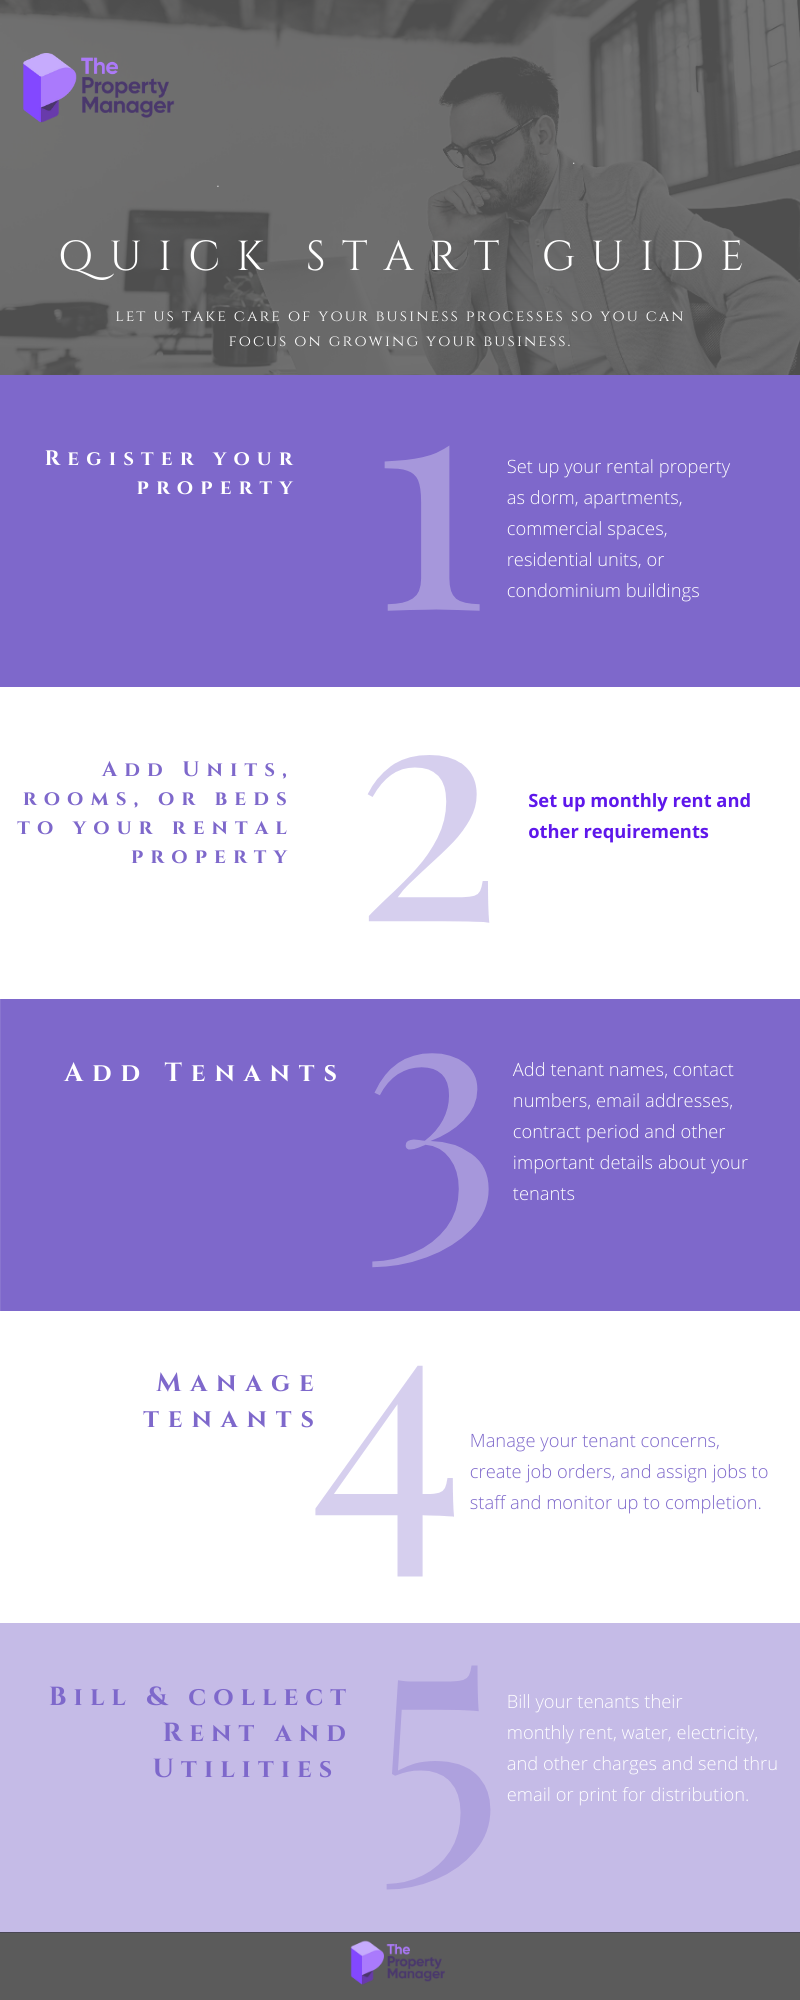 The
Property
Manager
QUICK START GUIDE
LET US TAKE CARE OF YOUR BUSINESS PROCESSES SO YOU CAN
FOCUS ON GROWING YOUR BUSINESS.
REGISTER YOUR
PROPERTY
1
Set up your rental property
as dorm, apartments,
commercial spaces,
residential units, or
condominium buildings
ADD UNITS,
ROOMS, OR BEDS
TO YOUR RENTAL
PROPERTY
2
Set up monthly rent and
other requirements
ADD TENANTS
3
Add tenant names, contact
numbers, email addresses,
contract period and other
important details about your
tenants
MANAGE
TENANTS
4
Manage your tenant concerns,
create job orders, and assign jobs to
staff and monitor up to completion.
BILL & COLLECT
RENT AND
UTILITIES
5
Bill your tenants their
monthly rent, water, electricity,
and other charges and send thru
email or print for distribution.
The
Property
Manager